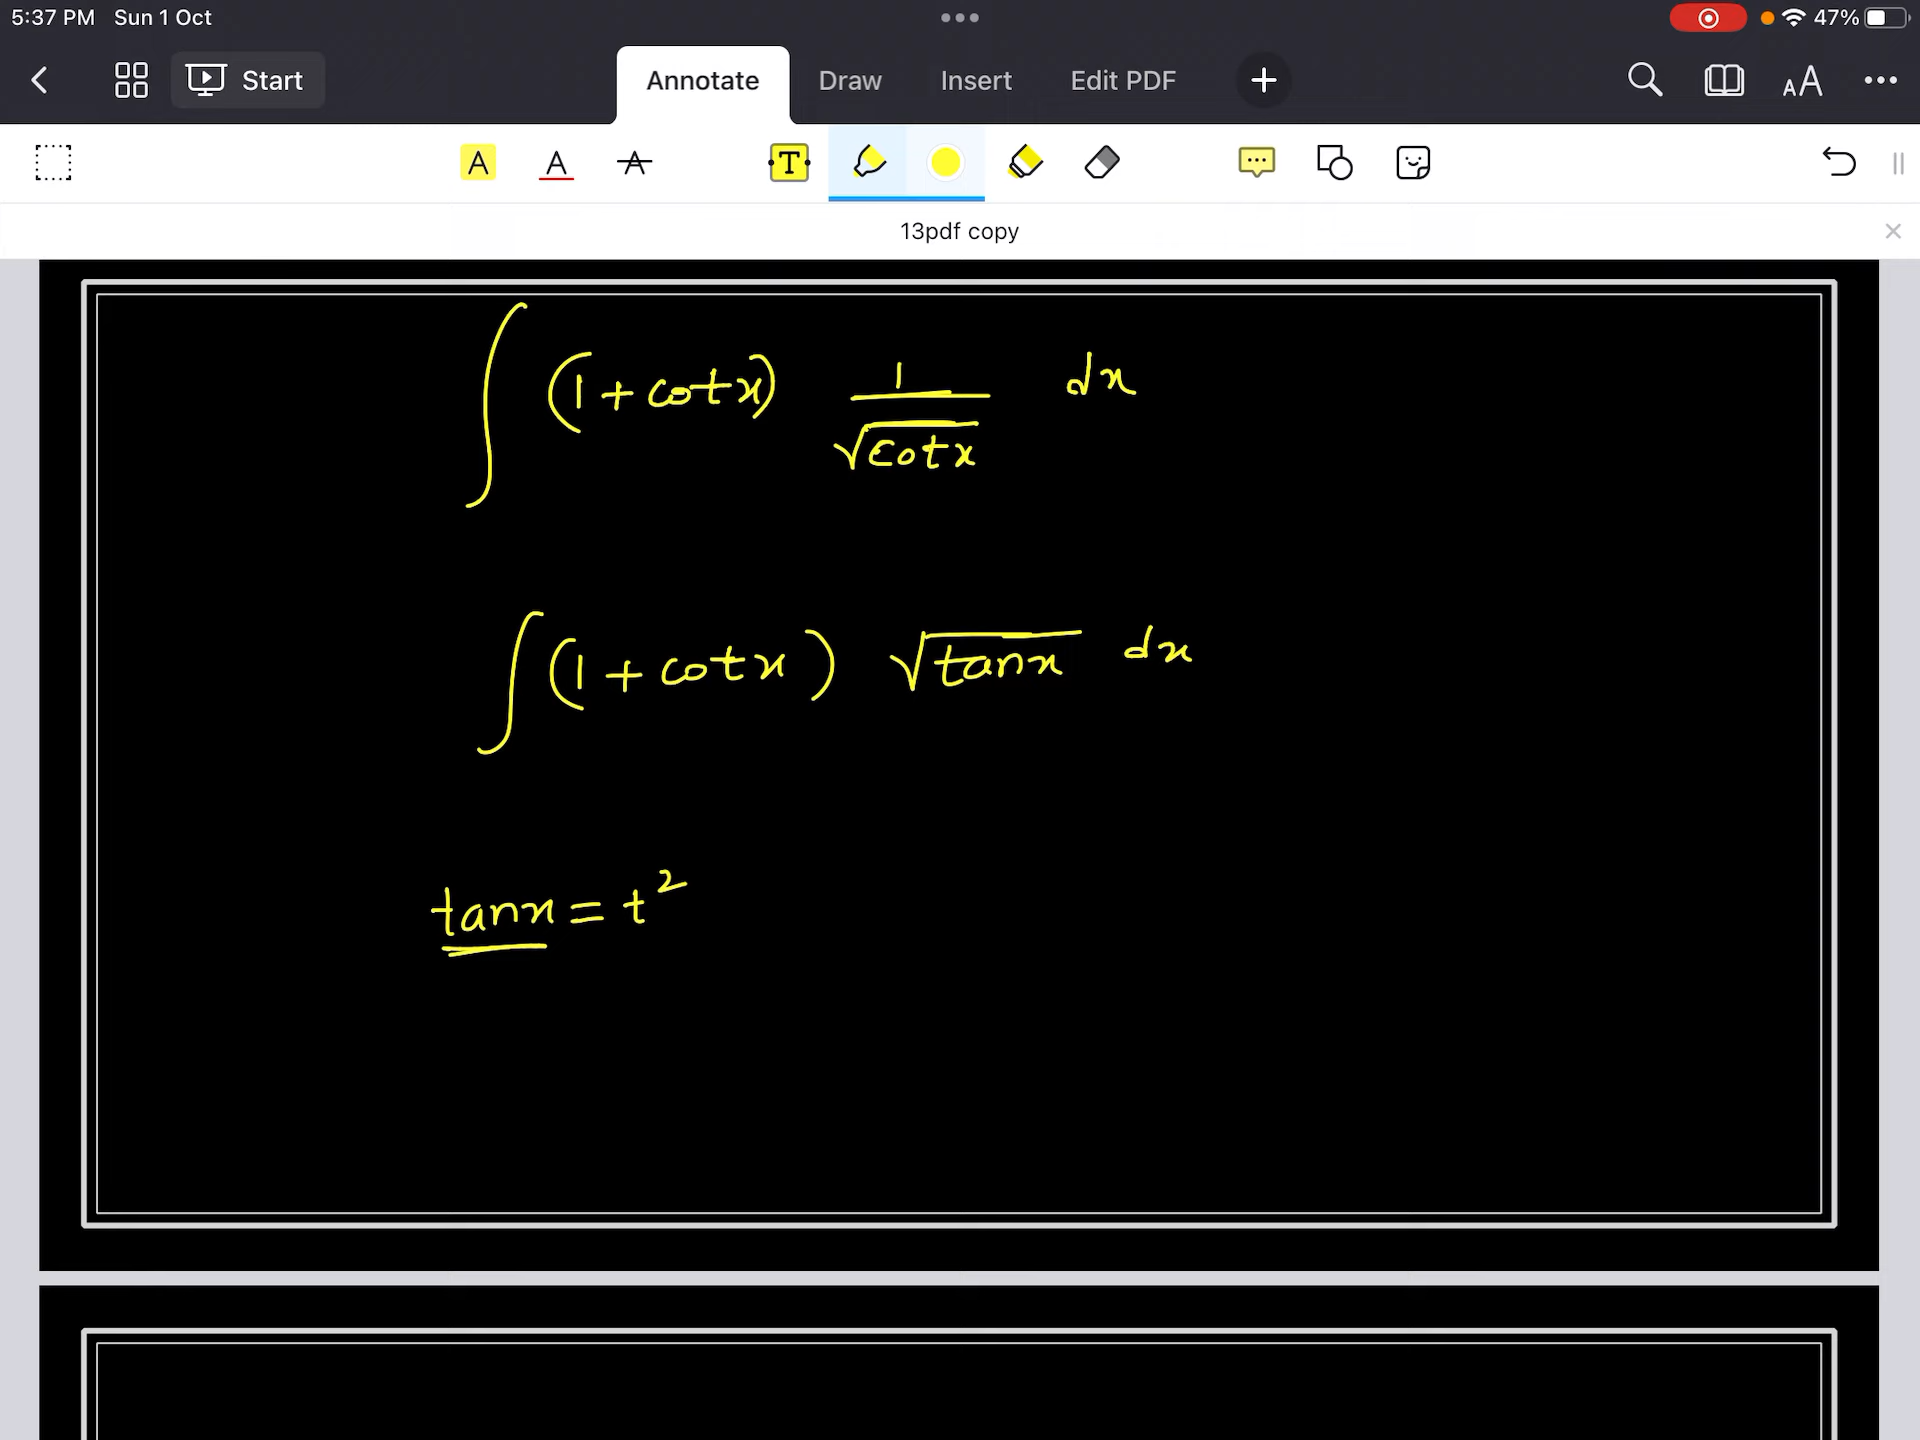 5:37 PM Sun 1 Oct 47%
Start Annotate Draw Insert Edit PDF AA
A A A T
13pdf copy
∫ (1 + cotx) 1/√cotx dx
∫ (1 + cotx) √tanx dx
tanx = t²